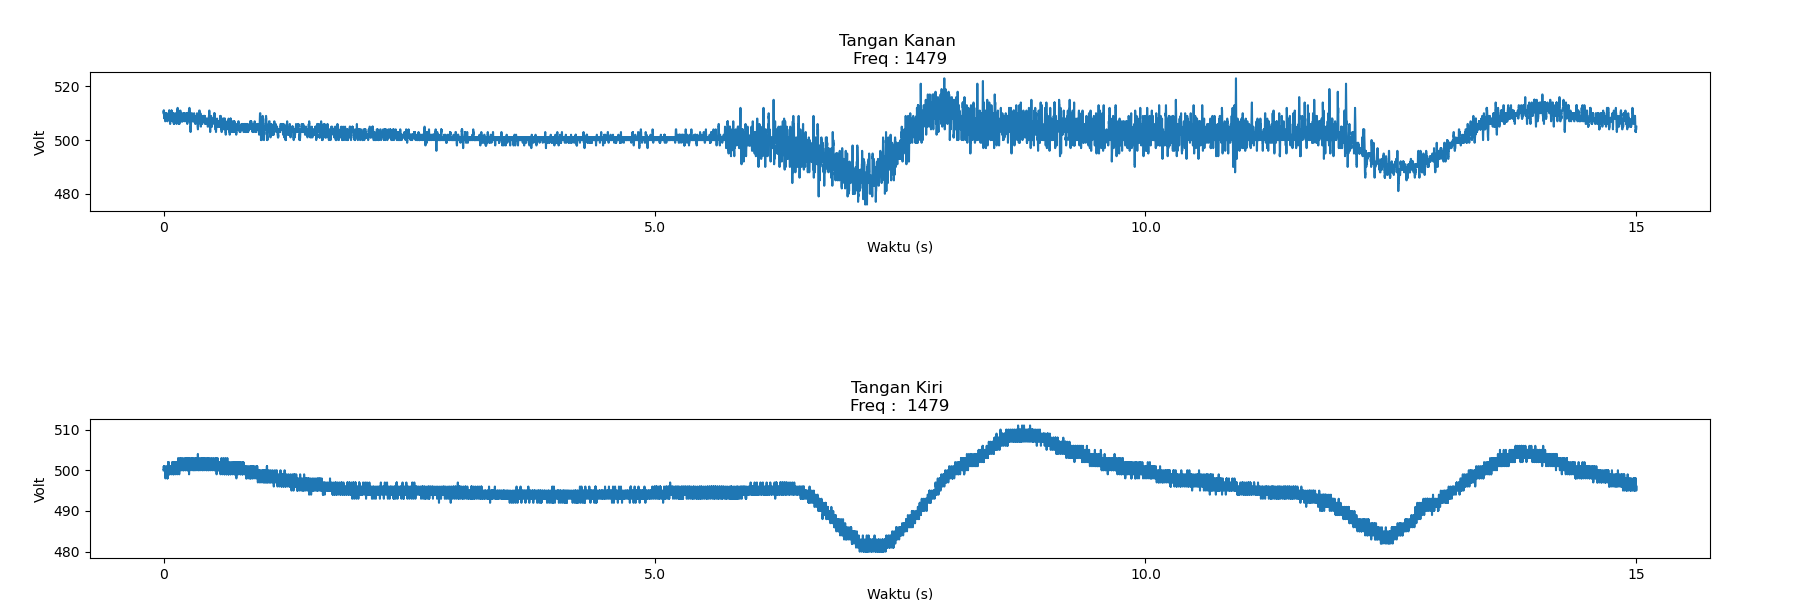 Tangan Kanan
Freq : 1479
Volt
520
500
480
0
5.0
10.0
15
Waktu (s)
Tangan Kiri
Freq :  1479
Volt
510
500
490
480
0
5.0
10.0
15
Waktu (s)